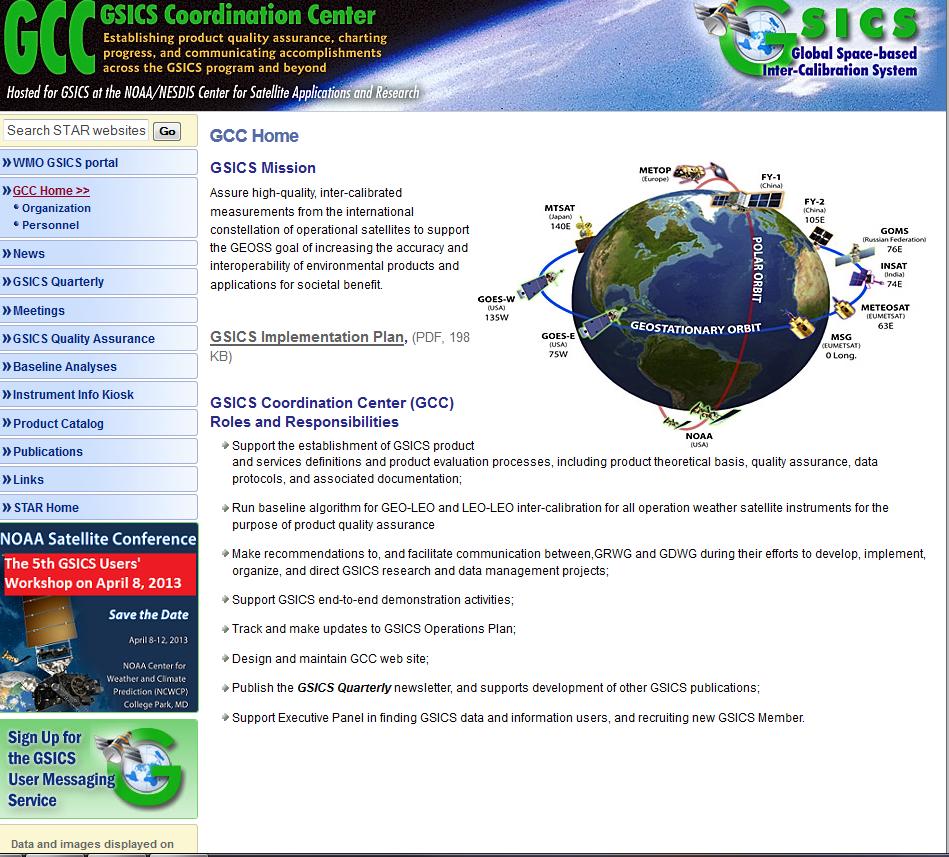 GCC
GSICS Coordination Center
Establishing product quality assurance, charting
progress, and communicating accomplishments
across the GSICS program and beyond
Hosted for GSICS at the NOAA/NESDIS Center for Satellite Applications and Research
GSICS
Global Space-based
Inter-Calibration System
Search STAR websites Go
WMO GSICS portal
GCC Home >>
Organization
Personnel
News
GSICS Quarterly
Meetings
GSICS Quality Assurance
Baseline Analyses
Instrument Info Kiosk
Product Catalog
Publications
Links
STAR Home
NOAA Satellite Conference
The 5th GSICS Users'
Workshop on April 8, 2013
Save the Date
April 8-12, 2013
NOAA Center for
Weather and Climate
Prediction (NCWCP)
College Park, MD
Sign Up for
the GSICS
User Messaging
Service
Data and images displayed on
GCC Home
GSICS Mission
Assure high-quality, inter-calibrated
measurements from the international
constellation of operational satellites to support
the GEOSS goal of increasing the accuracy and
interoperability of environmental products and
applications for societal benefit.
GSICS Implementation Plan, (PDF, 198
KB)
METOP
(Europe)
FY-1
(China)
FY-2
(China)
105E
GOMS
(Russian Federation)
76E
INSAT
(India)
74E
METEOSAT
(EUMETSAT)
63E
MSG
(EUMETSAT)
0 Long.
MTSAT
(Japan)
140E
GOES-W
(USA)
135W
GOES-E
(USA)
75W
POLAR ORBIT
GEOSTATIONARY ORBIT
NOAA
(USA)
GSICS Coordination Center (GCC)
Roles and Responsibilities
Support the establishment of GSICS product
and services definitions and product evaluation processes, including product theoretical basis, quality assurance, data
protocols, and associated documentation;
Run baseline algorithm for GEO-LEO and LEO-LEO inter-calibration for all operation weather satellite instruments for the
purpose of product quality assurance
Make recommendations to, and facilitate communication between,GRWG and GDWG during their efforts to develop, implement,
organize, and direct GSICS research and data management projects;
Support GSICS end-to-end demonstration activities;
Track and make updates to GSICS Operations Plan;
Design and maintain GCC web site;
Publish the GSICS Quarterly newsletter, and supports development of other GSICS publications;
Support Executive Panel in finding GSICS data and information users, and recruiting new GSICS Member.